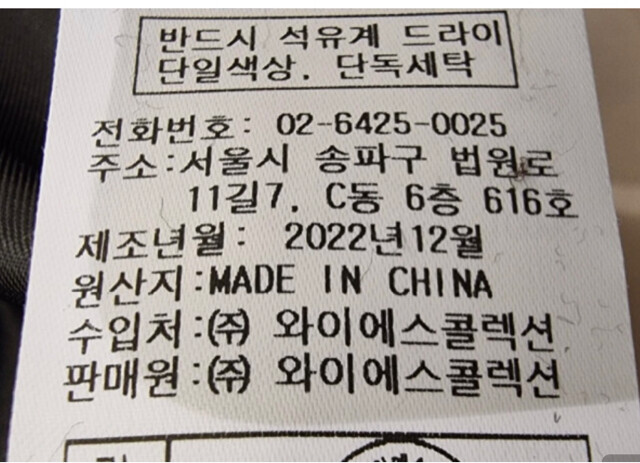 반드시 석유계 드라이
단일색상. 단독세탁
전화번호: 02-6425-0025
주소:서울시 송파구 법원로
11길7. C동 6층 616호
제조년월: 2022년12월
원산지:MADE IN CHINA
수입처:㈜ 와이에스콜렉션
판매원:㈜ 와이에스콜렉션